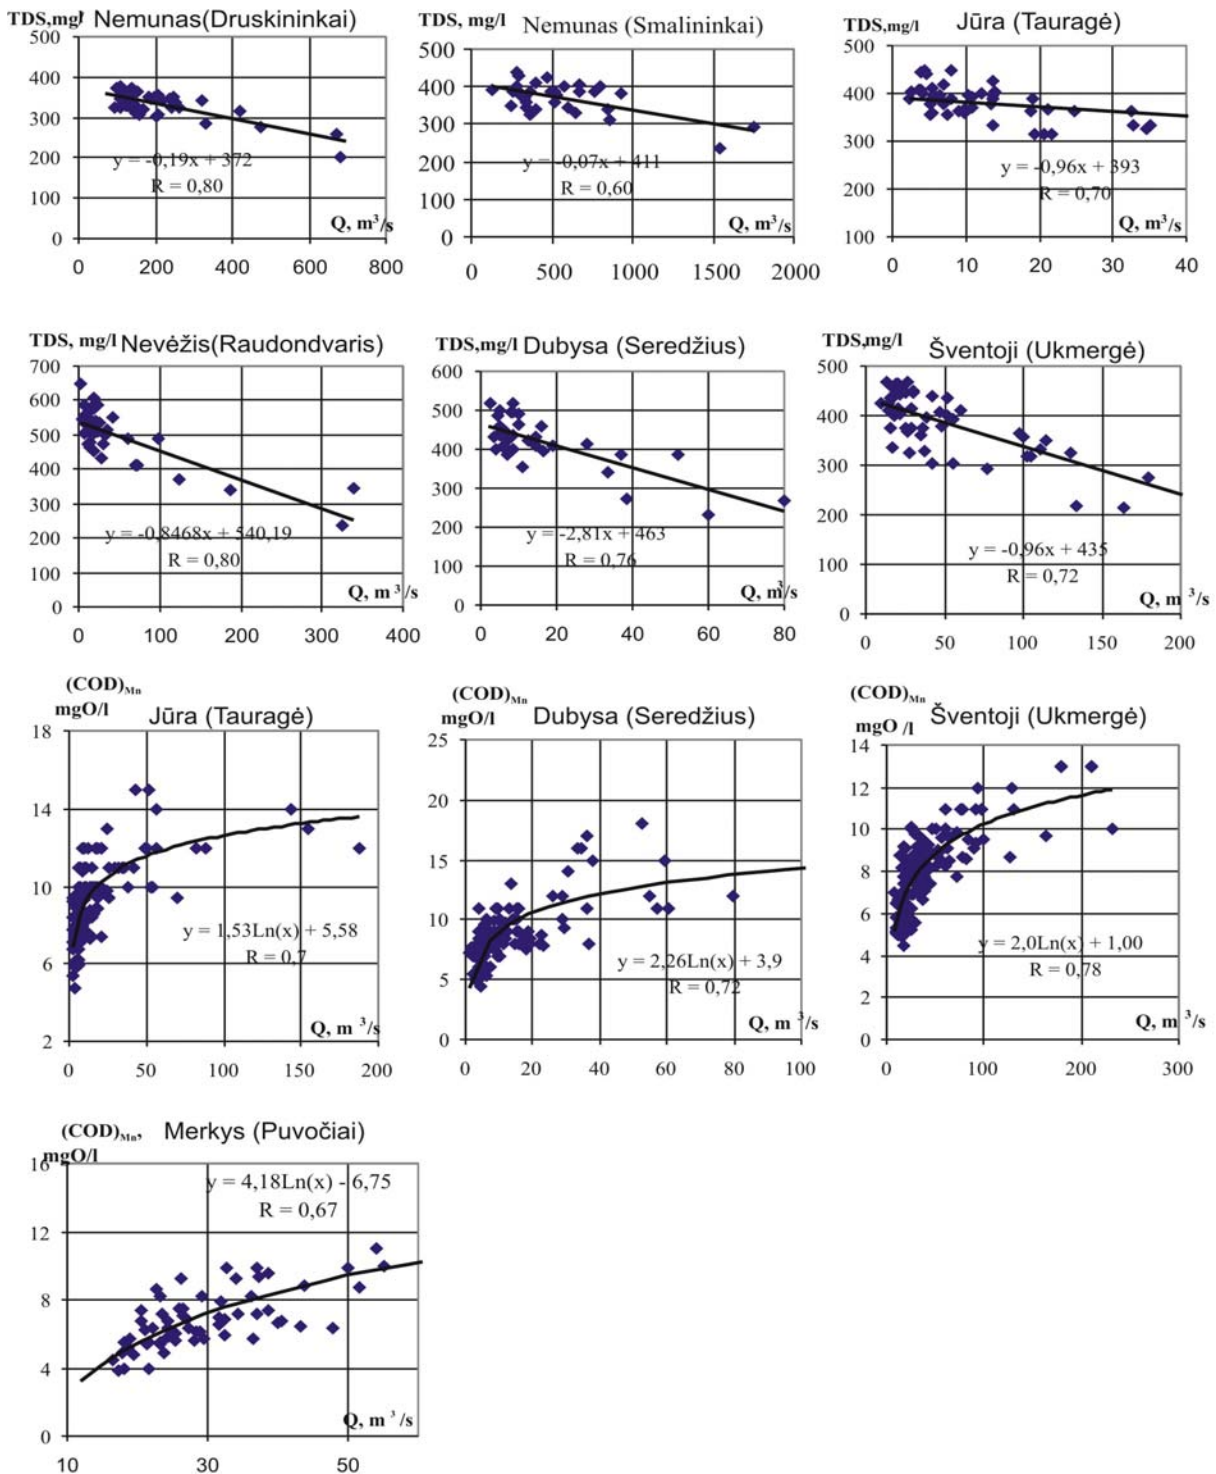 TDS,mg/l Nemunas(Druskininkai)
500
400
300
200
100
0
y = -0,19x + 372
R = 0,80
Q, m³/s
0 200 400 600 800
TDS, mg/l Nemunas (Smalininkai)
500
400
300
200
100
0
y = -0,07x + 411
R = 0,60
Q, m³/s
0 500 1000 1500 2000
TDS,mg/l Jūra (Tauragė)
500
400
300
200
100
y = -0,96x + 393
R = 0,70
Q, m³/s
0 10 20 30 40
TDS, mg/l Nevėžis(Raudondvaris)
700
600
500
400
300
200
100
0
y = -0,8468x + 540,19
R = 0,80
Q, m ³/s
0 100 200 300 400
TDS,mg/l Dubysa (Seredžius)
600
500
400
300
200
100
0
y = -2,81x + 463
R = 0,76
Q, m³/s
0 20 40 60 80
TDS,mg/l Šventoji (Ukmergė)
500
400
300
200
100
0
y = -0,96x + 435
R = 0,72
Q, m ³/s
0 50 100 150 200
(COD)Mn
mgO/l Jūra (Tauragė)
18
14
10
6
2
y = 1,53Ln(x) + 5,58
R = 0,7
Q, m ³/s
0 50 100 150 200
(COD)Mn
mgO/l Dubysa (Seredžius)
25
20
15
10
5
0
y = 2,26Ln(x) + 3,9
R = 0,72
Q, m ³/s
0 20 40 60 80 100
(COD)Mn
mgO /l Šventoji (Ukmergė)
14
12
10
8
6
4
2
0
y = 2,0Ln(x) + 1,00
R = 0,78
Q, m ³/s
0 100 200 300
(COD)Mn, Merkys (Puvočiai)
mgO/l
16
12
8
4
0
y = 4,18Ln(x) - 6,75
R = 0,67
Q, m ³/s
10 30 50